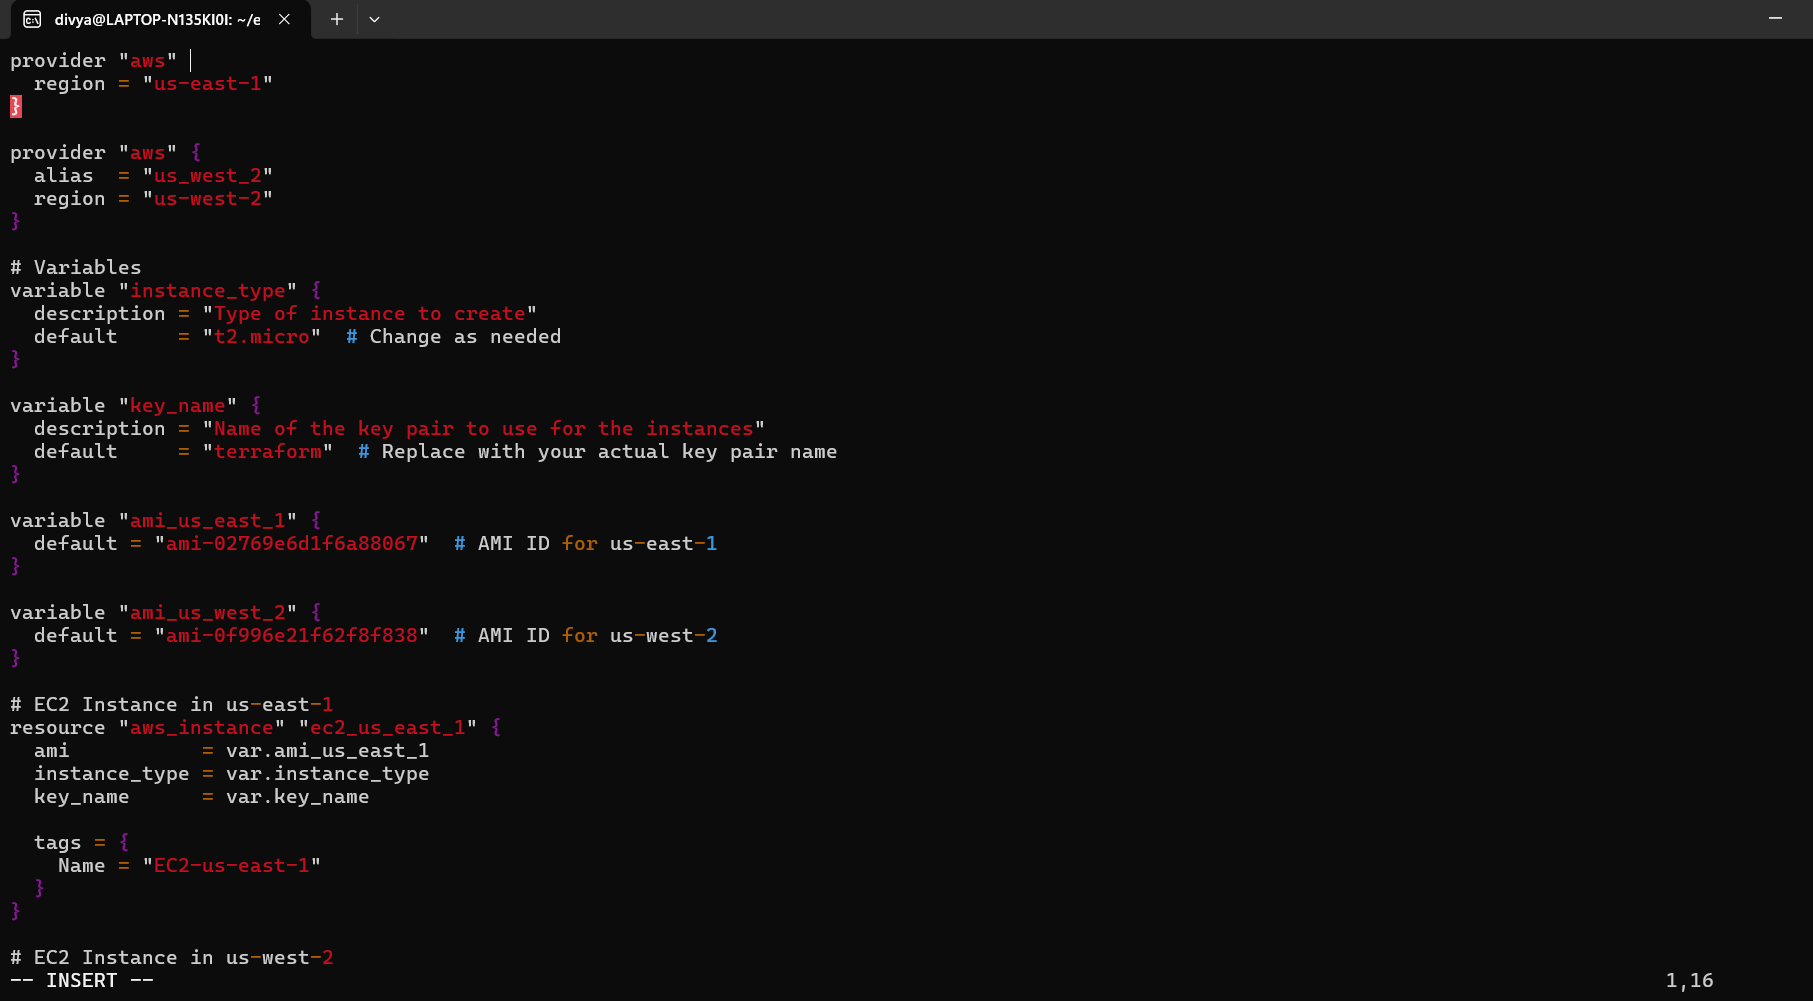 divya@LAPTOP-N135KI0I: ~/e
provider "aws"
  region = "us-east-1"
}

provider "aws" {
  alias  = "us_west_2"
  region = "us-west-2"
}

# Variables
variable "instance_type" {
  description = "Type of instance to create"
  default     = "t2.micro"  # Change as needed
}

variable "key_name" {
  description = "Name of the key pair to use for the instances"
  default     = "terraform"  # Replace with your actual key pair name
}

variable "ami_us_east_1" {
  default = "ami-02769e6d1f6a88067"  # AMI ID for us-east-1
}

variable "ami_us_west_2" {
  default = "ami-0f996e21f62f8f838"  # AMI ID for us-west-2
}

# EC2 Instance in us-east-1
resource "aws_instance" "ec2_us_east_1" {
  ami           = var.ami_us_east_1
  instance_type = var.instance_type
  key_name      = var.key_name

  tags = {
    Name = "EC2-us-east-1"
  }
}

# EC2 Instance in us-west-2
-- INSERT -- 1,16